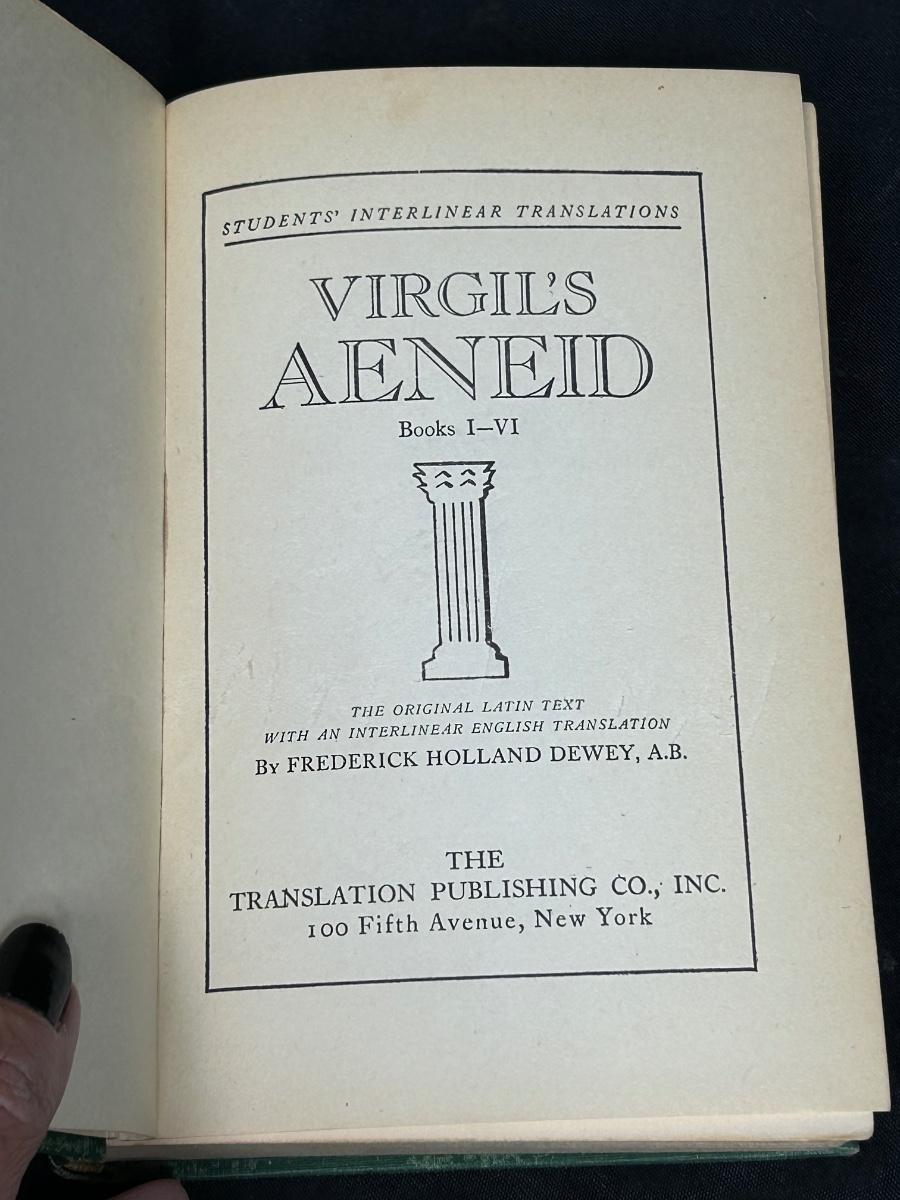 STUDENTS' INTERLINEAR TRANSLATIONS
VIRGIL'S
AENEID
Books I—VI
THE ORIGINAL LATIN TEXT
WITH AN INTERLINEAR ENGLISH TRANSLATION
By FREDERICK HOLLAND DEWEY, A.B.
THE
TRANSLATION PUBLISHING CO., INC.
100 Fifth Avenue, New York